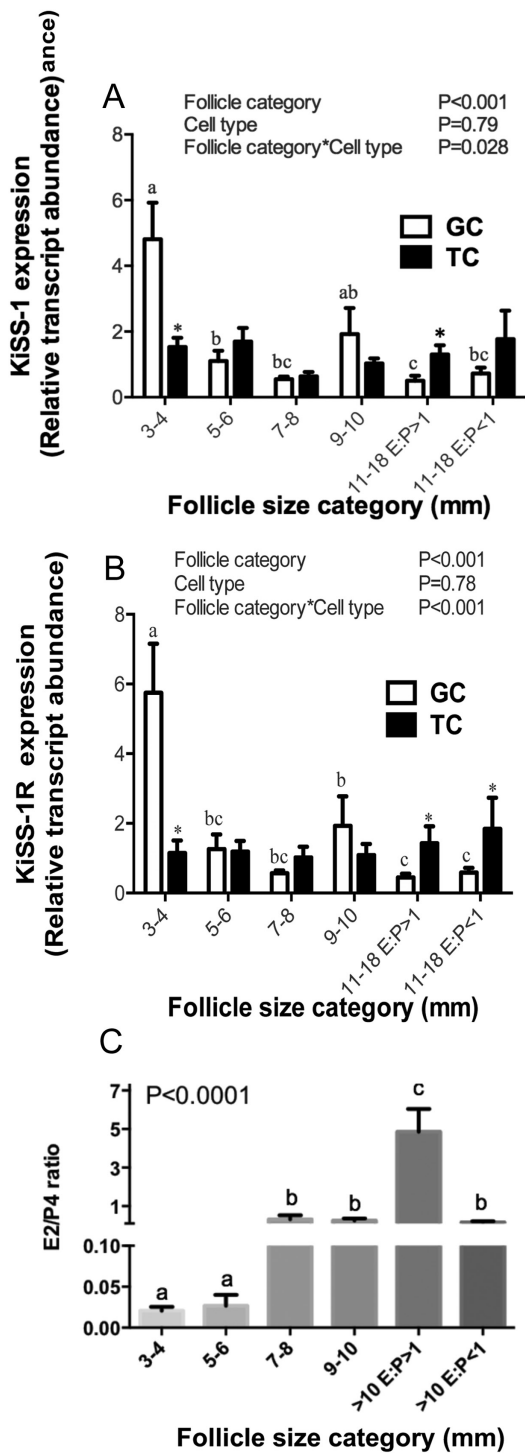 A
Follicle category P<0.001
Cell type P=0.79
Follicle category*Cell type P=0.028
KiSS-1 expression
(Relative transcript abundance)
ance)
8
6
4
2
0
GC
TC
a
*
b
bc
ab
c
*
bc
3-4
5-6
7-8
9-10
11-18 E:P>1
11-18 E:P<1
Follicle size category (mm)
B
Follicle category P<0.001
Cell type P=0.78
Follicle category*Cell type P<0.001
KiSS-1R expression
(Relative transcript abundance)
8
6
4
2
0
GC
TC
a
*
bc
bc
b
c
*
c
*
3-4
5-6
7-8
9-10
11-18 E:P>1
11-18 E:P<1
Follicle size category (mm)
C
P<0.0001
E2/P4 ratio
7
5
3
1
0.10
0.05
0.00
a
a
b
b
c
b
3-4
5-6
7-8
9-10
>10 E:P>1
>10 E:P<1
Follicle size category (mm)